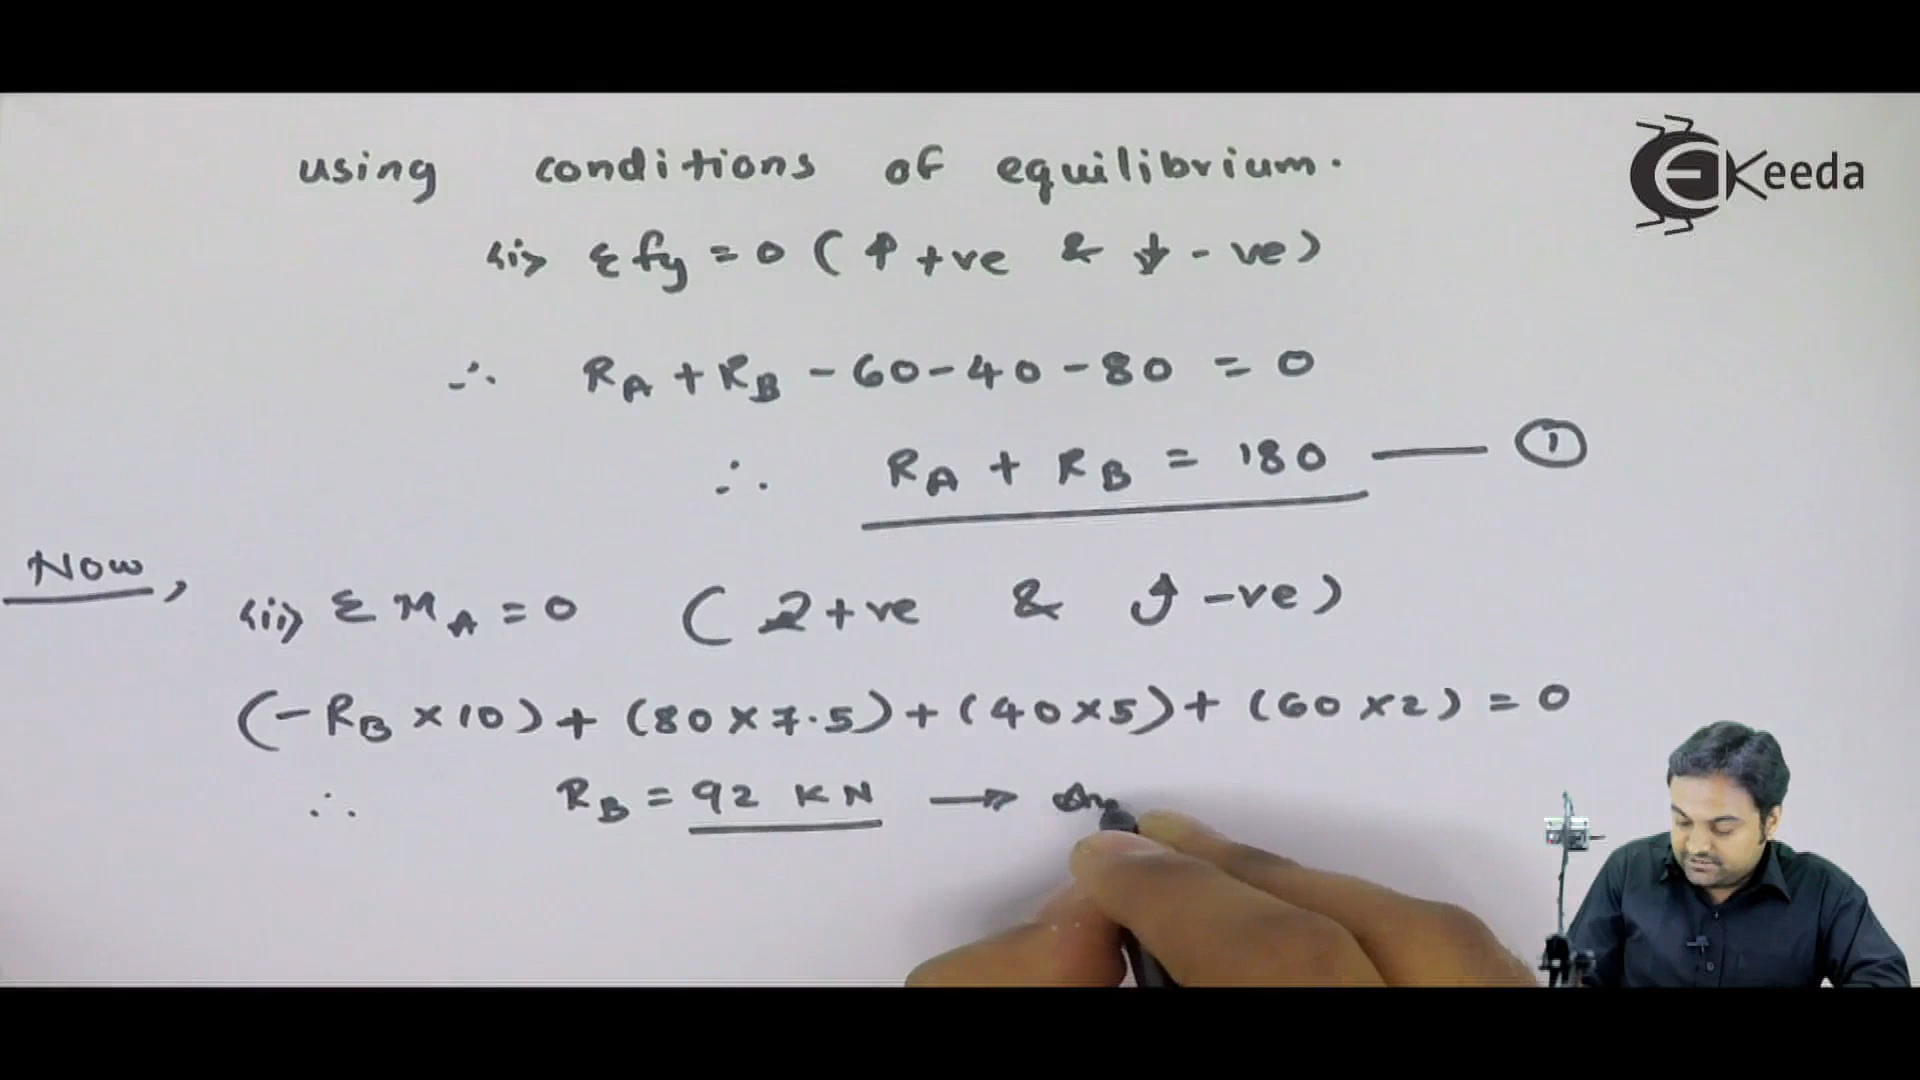 EKeeda
using conditions of equilibrium.
(i) Σfy = 0 (↑ +ve & ↓ - ve)
∴ RA + RB - 60 - 40 - 80 = 0
∴ RA + RB = 180 —— ①
Now,
(ii) ΣMA = 0 (↻ +ve & ↺ -ve)
(-RB × 10) + (80 × 7.5) + (40 × 5) + (60 × 2) = 0
∴ RB = 92 KN →